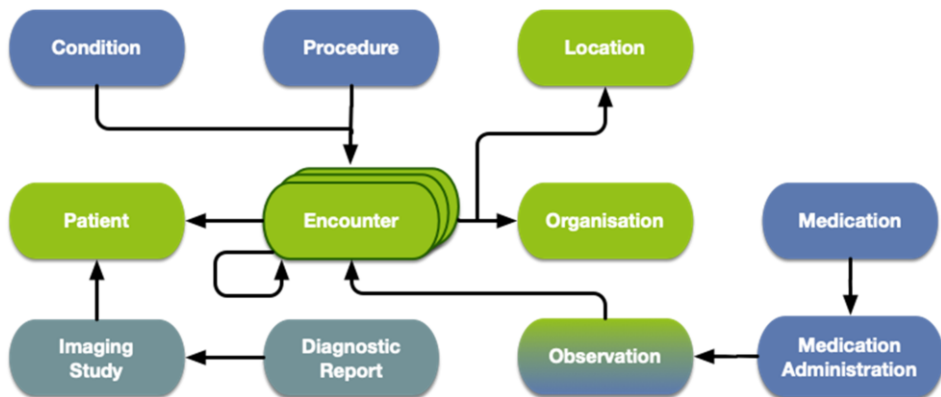 Condition
Procedure
Location
Patient
Encounter
Organisation
Medication
Imaging
Study
Diagnostic
Report
Observation
Medication
Administration